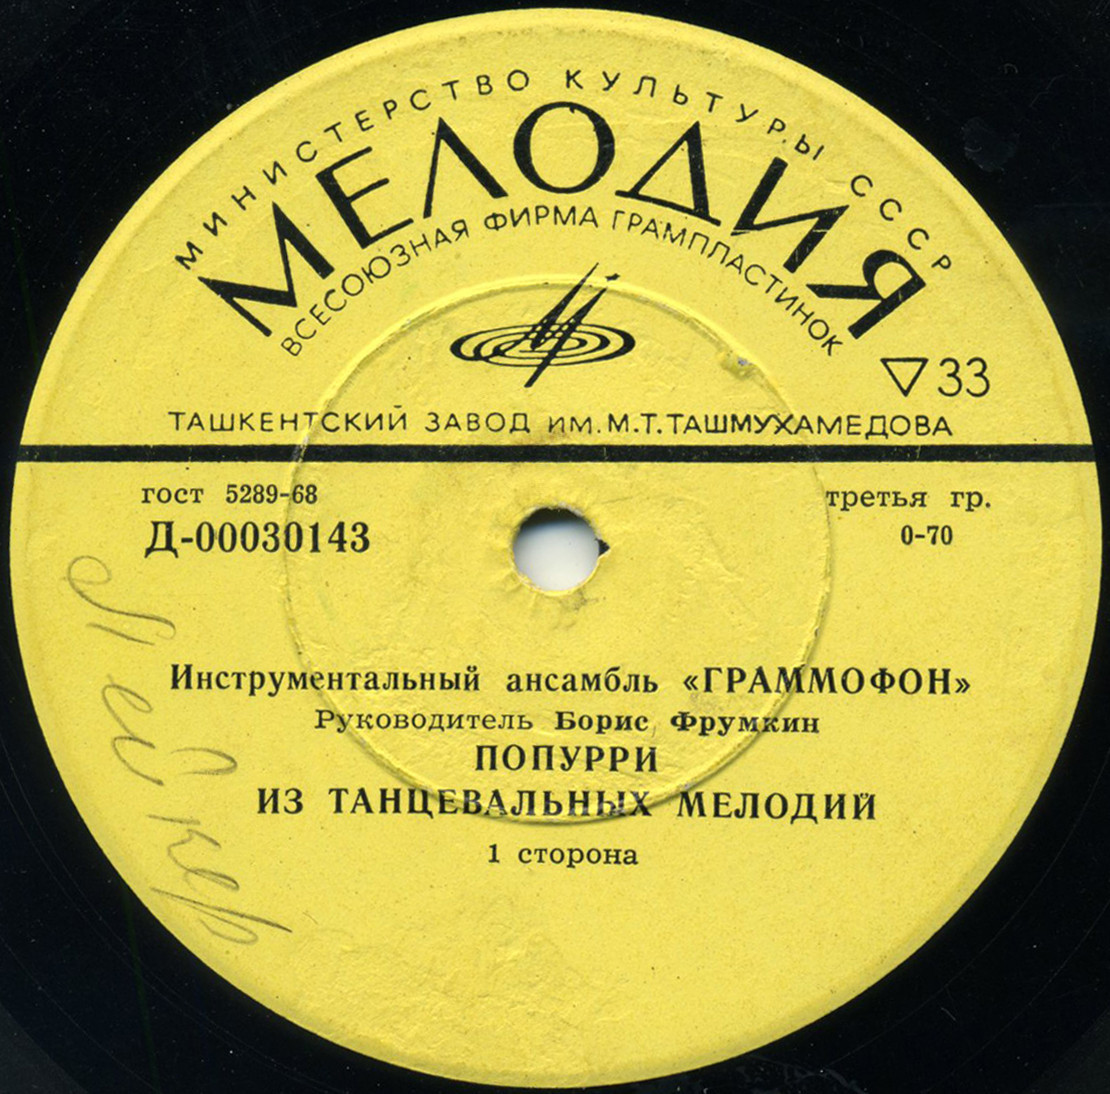 МИНИСТЕРСТВО КУЛЬТУРЫ СССР
МЕЛОДИЯ
ВСЕСОЮЗНАЯ ФИРМА ГРАМПЛАСТИНОК
33
ТАШКЕНТСКИЙ ЗАВОД ИМ. М.Т.ТАШМУХАМЕДОВА
гост 5289-68
третья гр.
Д-00030143
0-70
Инструментальный ансамбль «ГРАММОФОН»
Руководитель Борис Фрумкин
ПОПУРРИ
ИЗ ТАНЦЕВАЛЬНЫХ МЕЛОДИЙ
1 сторона